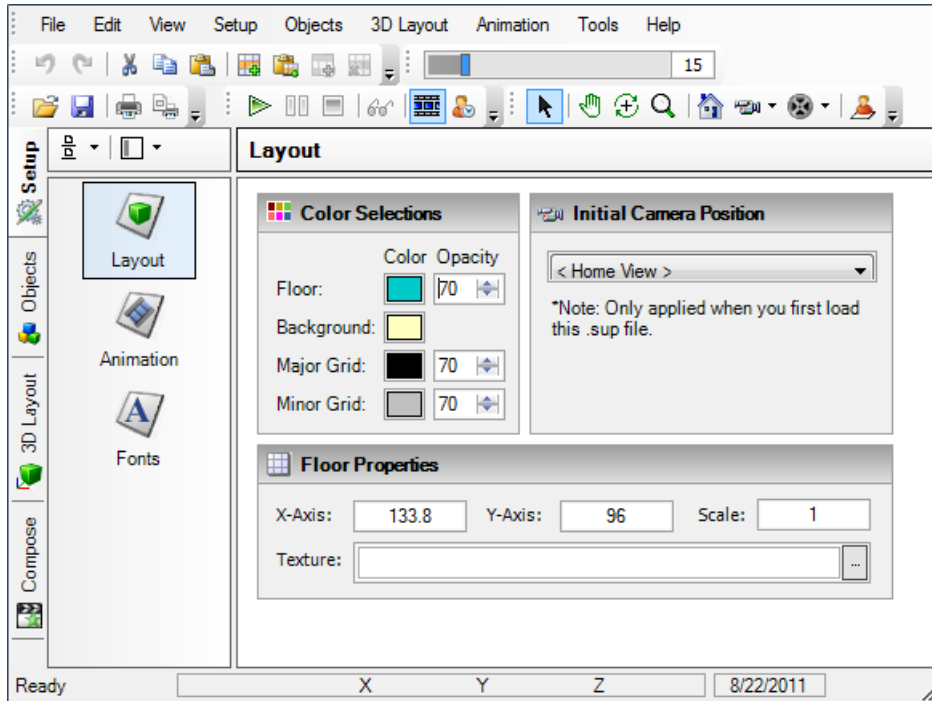 File Edit View Setup Objects 3D Layout Animation Tools Help
15
Setup
Objects
3D Layout
Compose
Layout
Animation
Fonts
Layout
Color Selections
Color Opacity
Floor: 70
Background:
Major Grid: 70
Minor Grid: 70
Initial Camera Position
< Home View >
*Note: Only applied when you first load
this .sup file.
Floor Properties
X-Axis: 133.8 Y-Axis: 96 Scale: 1
Texture: ...
Ready X Y Z 8/22/2011